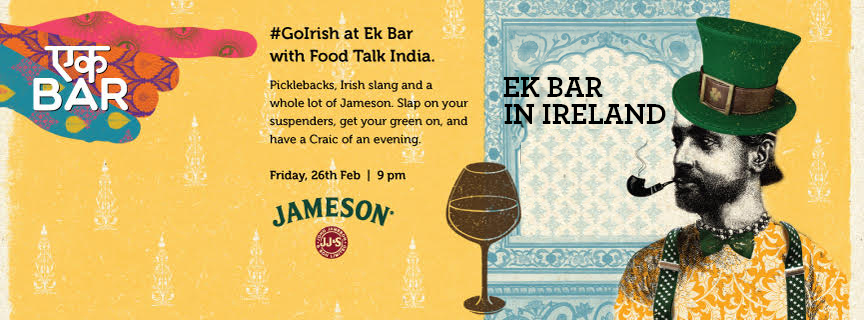 एक
BAR
#GoIrish at Ek Bar
with Food Talk India.
Picklebacks, Irish slang and a
whole lot of Jameson. Slap on your
suspenders, get your green on, and
have a Craic of an evening.
Friday, 26th Feb | 9 pm
JAMESON
JJ&S
EK BAR
IN IRELAND